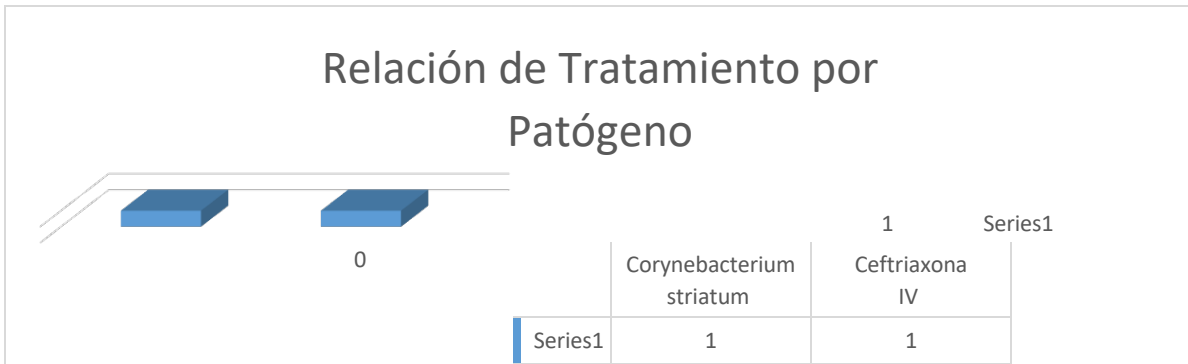 Relación de Tratamiento por
Patógeno
1 Series1
0
Corynebacterium Ceftriaxona
striatum IV
Series1 1 1